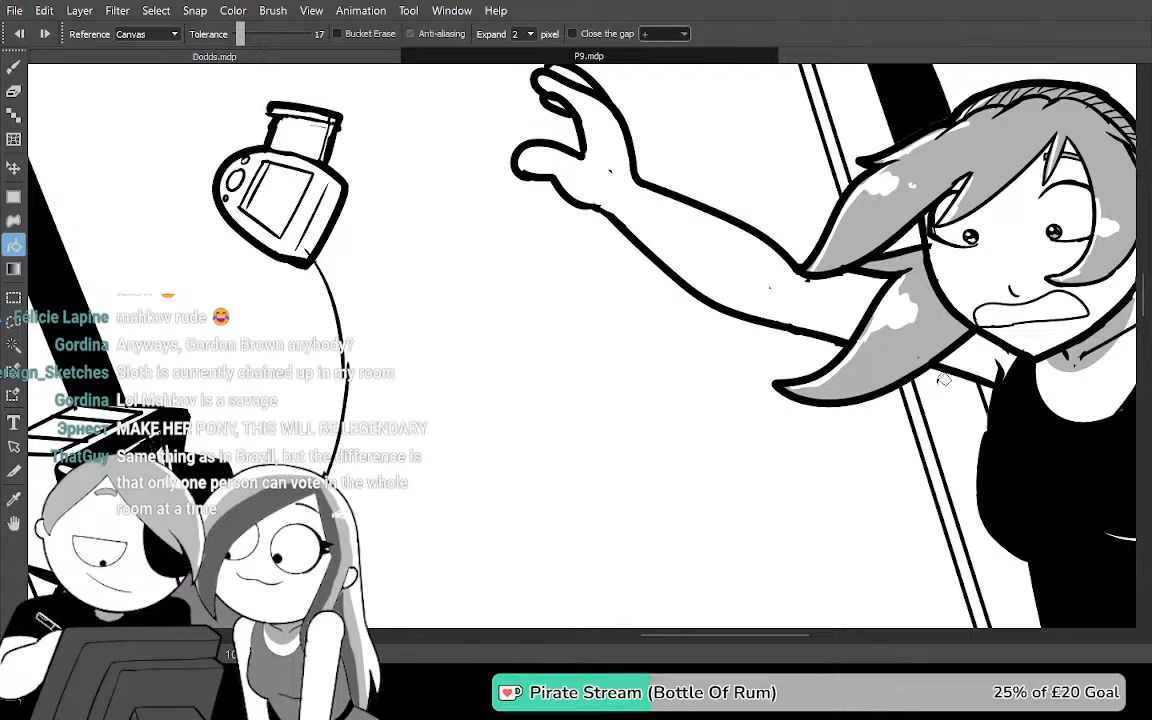 File Edit Layer Filter Select Snap Color Brush View Animation Tool Window Help
Reference Canvas Tolerance 17 Bucket Erase Anti-aliasing Expand 2 pixel Close the gap +
Dodds.mdp P9.mdp
Félicie Lapine mahkov rude 😂
Gordina Anyways, Gordon Brown anybody?
eign_Sketches Sloth is currently chained up in my room
Gordina Lol Mahkov is a savage
Эрнест MAKE HER PONY, THIS WILL BE LEGENDARY
ThatGuy Same thing as in Brazil, but the difference is
that only one person can vote in the whole
room at a time
Pirate Stream (Bottle Of Rum) 25% of £20 Goal